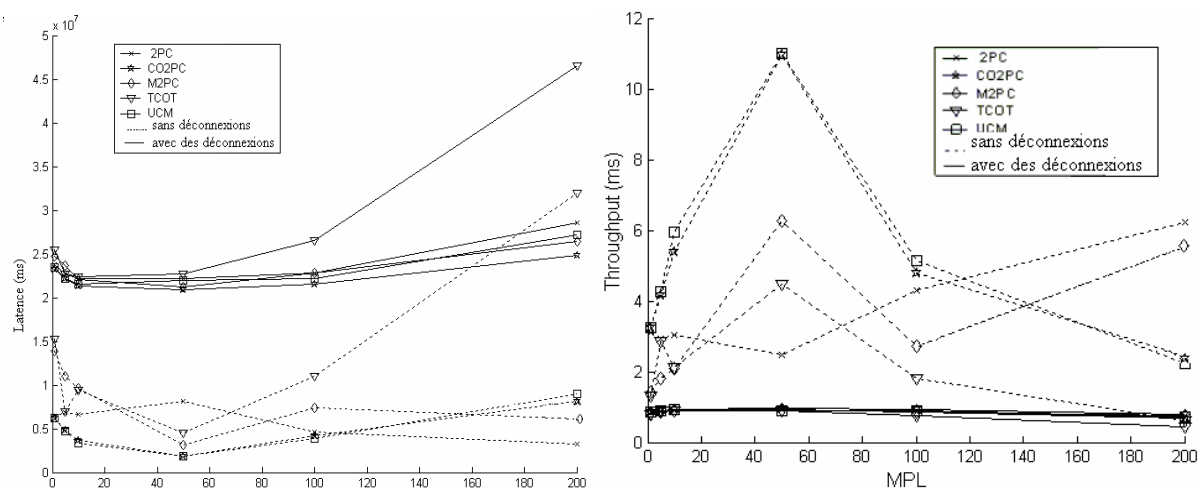 x 10⁷
5
4.5
4
3.5
3
2.5
2
1.5
1
0.5
0
Latence (ms)
2PC
CO2PC
M2PC
TCOT
UCM
sans déconnexions
avec des déconnexions
0 20 40 60 80 100 120 140 160 180 200
12
10
8
6
4
2
0
Throughput (ms)
2PC
CO2PC
M2PC
TCOT
UCM
sans déconnexions
avec des déconnexions
0 20 40 60 80 100 120 140 160 180 200
MPL